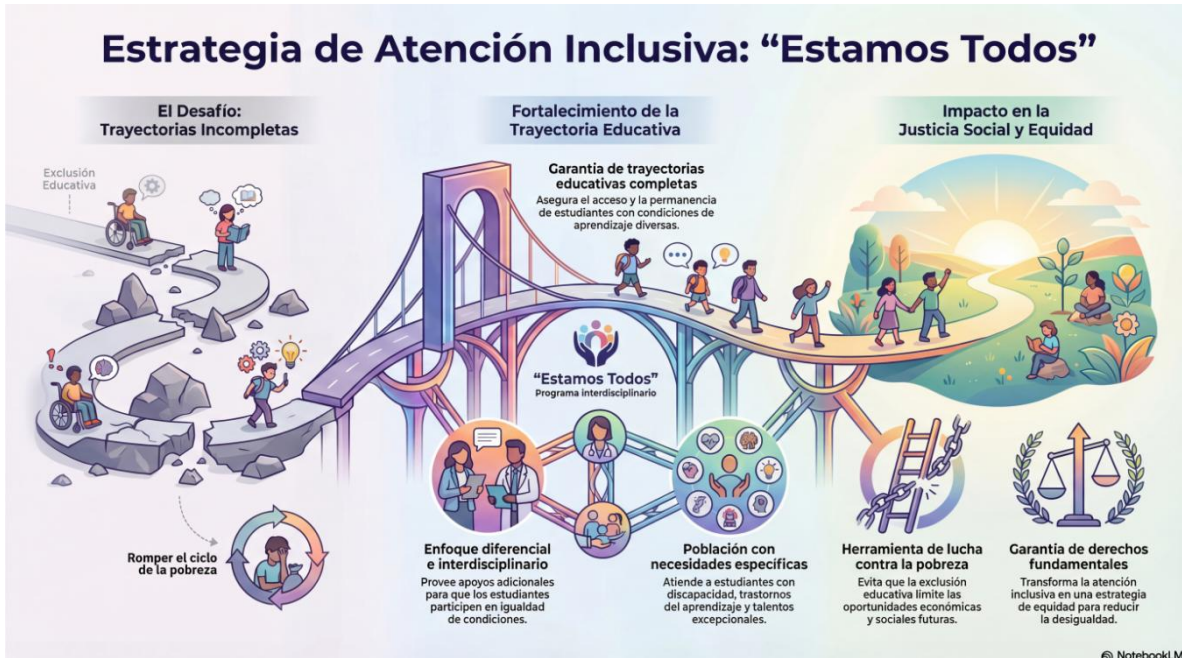 Estrategia de Atención Inclusiva: “Estamos Todos”
El Desafío:
Trayectorias Incompletas
Exclusión
Educativa
Romper el ciclo
de la pobreza
Fortalecimiento de la
Trayectoria Educativa
Garantia de trayectorias
educativas completas
Asegura el acceso y la permanencia
de estudiantes con condiciones de
aprendizaje diversas.
“Estamos Todos”
Programa interdisciplinario
Enfoque diferencial
e interdisciplinario
Provee apoyos adicionales
para que los estudiantes
participen en igualdad
de condiciones.
Población con
necesidades específicas
Atiende a estudiantes con
discapacidad, trastornos
del aprendizaje y talentos
excepcionales.
Impacto en la
Justicia Social y Equidad
Herramienta de lucha
contra la pobreza
Evita que la exclusión
educativa limite las
oportunidades económicas
y sociales futuras.
Garantia de derechos
fundamentales
Transforma la atención
inclusiva en una estrategia
de equidad para reducir
la desigualdad.
NotebookLM